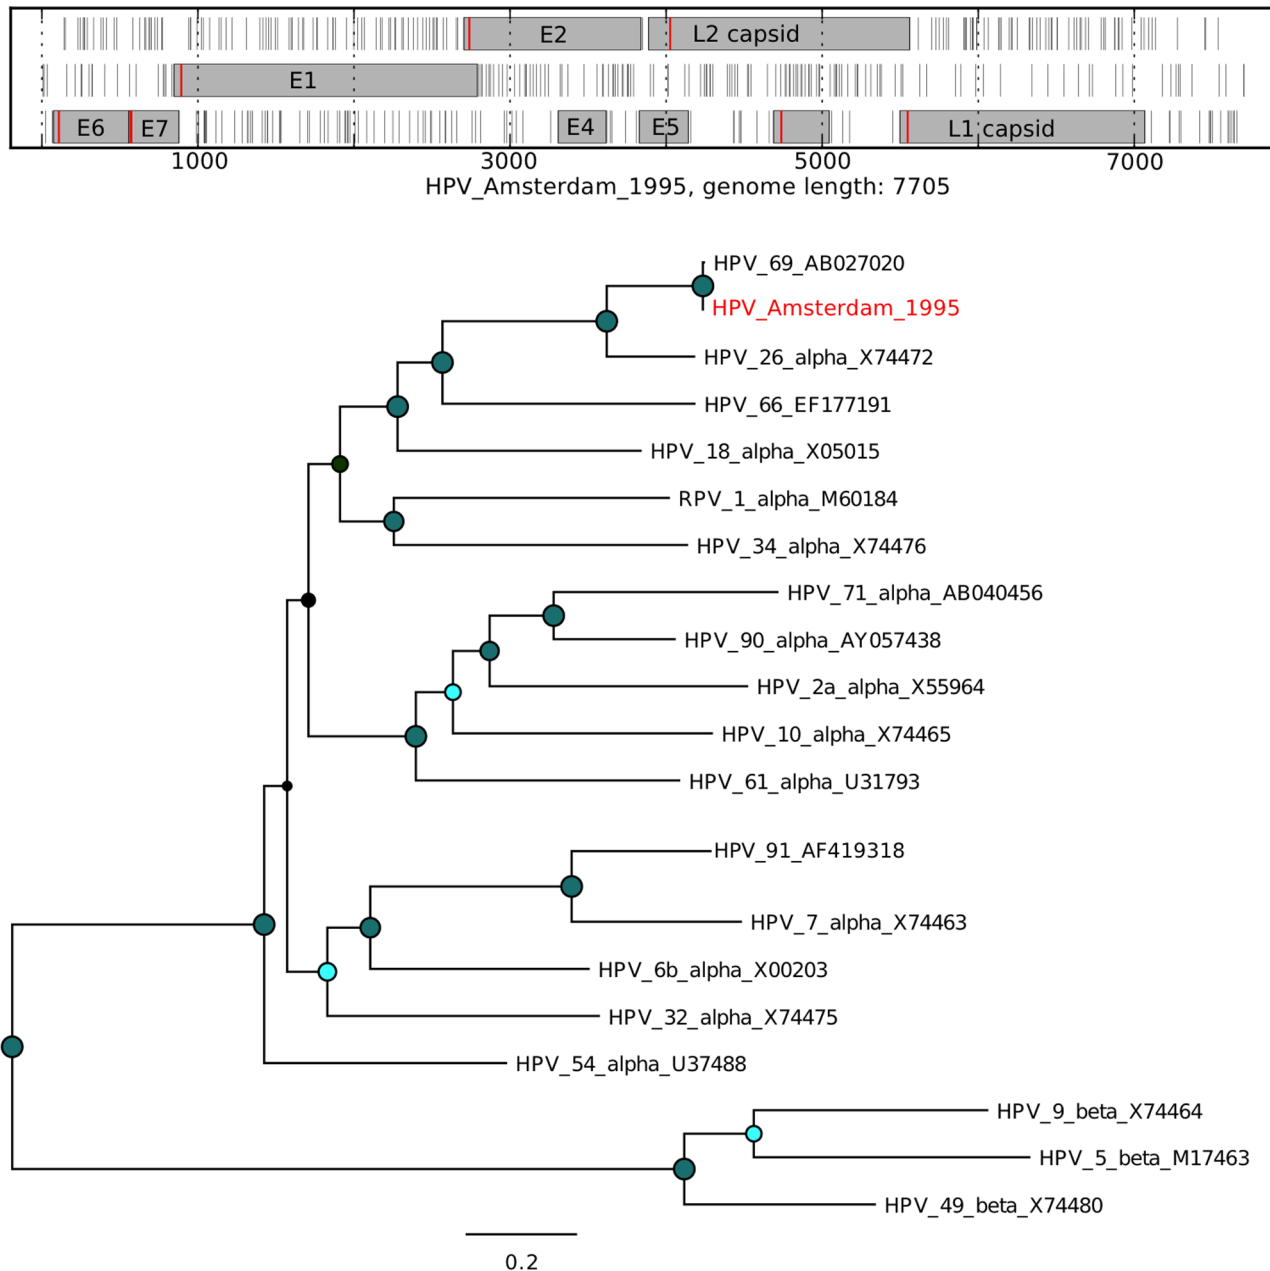 E2 L2 capsid
E1
E6 E7 E4 E5 L1 capsid
1000 3000 5000 7000
HPV_Amsterdam_1995, genome length: 7705
HPV_69_AB027020
HPV_Amsterdam_1995
HPV_26_alpha_X74472
HPV_66_EF177191
HPV_18_alpha_X05015
RPV_1_alpha_M60184
HPV_34_alpha_X74476
HPV_71_alpha_AB040456
HPV_90_alpha_AY057438
HPV_2a_alpha_X55964
HPV_10_alpha_X74465
HPV_61_alpha_U31793
HPV_91_AF419318
HPV_7_alpha_X74463
HPV_6b_alpha_X00203
HPV_32_alpha_X74475
HPV_54_alpha_U37488
HPV_9_beta_X74464
HPV_5_beta_M17463
HPV_49_beta_X74480
0.2